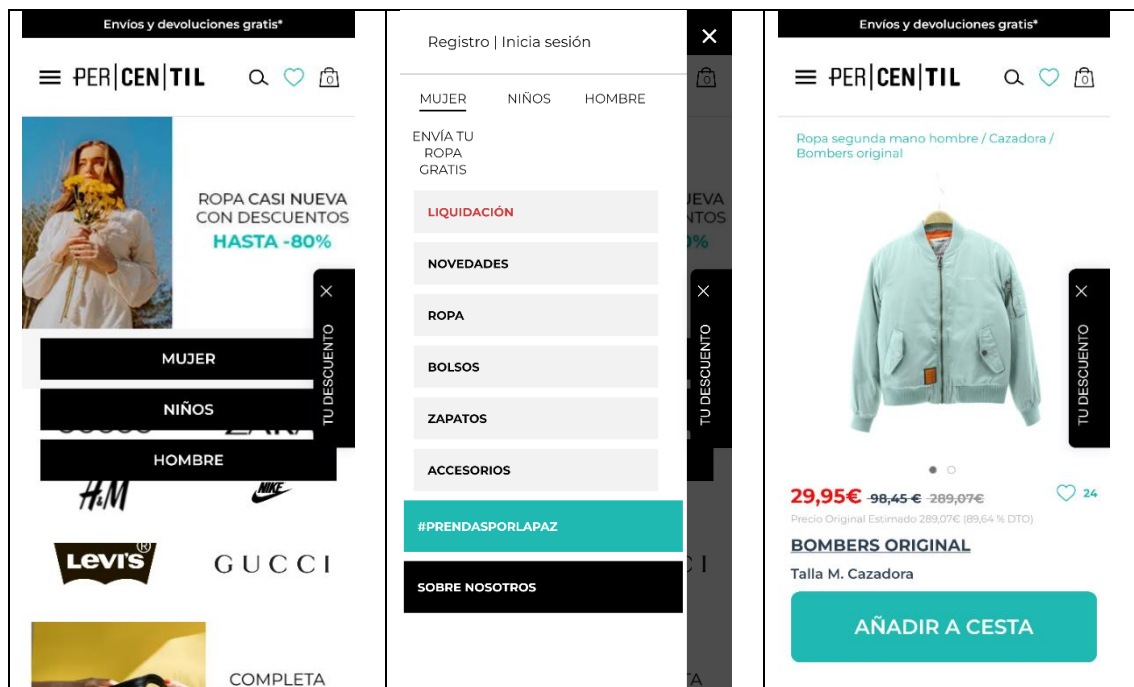 Envíos y devoluciones gratis*
PER|CEN|TIL
0
ROPA CASI NUEVA
CON DESCUENTOS
HASTA -80%
TU DESCUENTO
MUJER
NIÑOS
HOMBRE
H&M
NIKE
LEVI'S®
GUCCI
COMPLETA
Registro | Inicia sesión
0
MUJER NIÑOS HOMBRE
ENVÍA TU
ROPA
GRATIS
LIQUIDACIÓN
NOVEDADES
ROPA
BOLSOS
ZAPATOS
ACCESORIOS
#PRENDASPORLAPAZ
SOBRE NOSOTROS
TU DESCUENTO
Envíos y devoluciones gratis*
PER|CEN|TIL
0
Ropa segunda mano hombre / Cazadora /
Bombers original
TU DESCUENTO
29,95€ 98,45 € 289,07€
24
Precio Original Estimado 289,07€ (89,64 % DTO)
BOMBERS ORIGINAL
Talla M. Cazadora
AÑADIR A CESTA